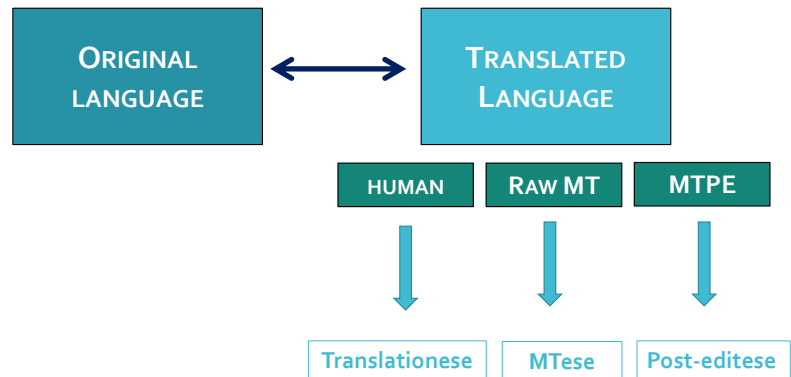 Original
language
Translated
Language
human
Raw MT
MTPE
Translationese
MTese
Post-editese